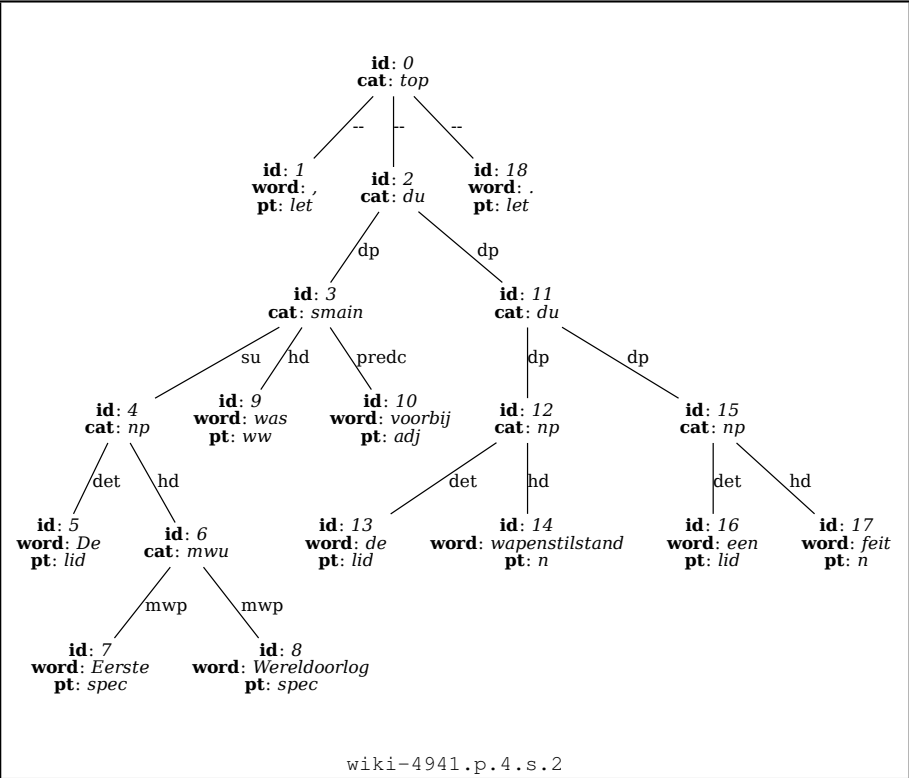 id: 0
cat: top
--
--
--
id: 1
word: ,
pt: let
id: 2
cat: du
id: 18
word: .
pt: let
dp
dp
id: 3
cat: smain
id: 11
cat: du
su
hd
predc
dp
dp
id: 4
cat: np
id: 9
word: was
pt: ww
id: 10
word: voorbij
pt: adj
id: 12
cat: np
id: 15
cat: np
det
hd
det
hd
det
hd
id: 5
word: De
pt: lid
id: 6
cat: mwu
id: 13
word: de
pt: lid
id: 14
word: wapenstilstand
pt: n
id: 16
word: een
pt: lid
id: 17
word: feit
pt: n
mwp
mwp
id: 7
word: Eerste
pt: spec
id: 8
word: Wereldoorlog
pt: spec
wiki-4941.p.4.s.2